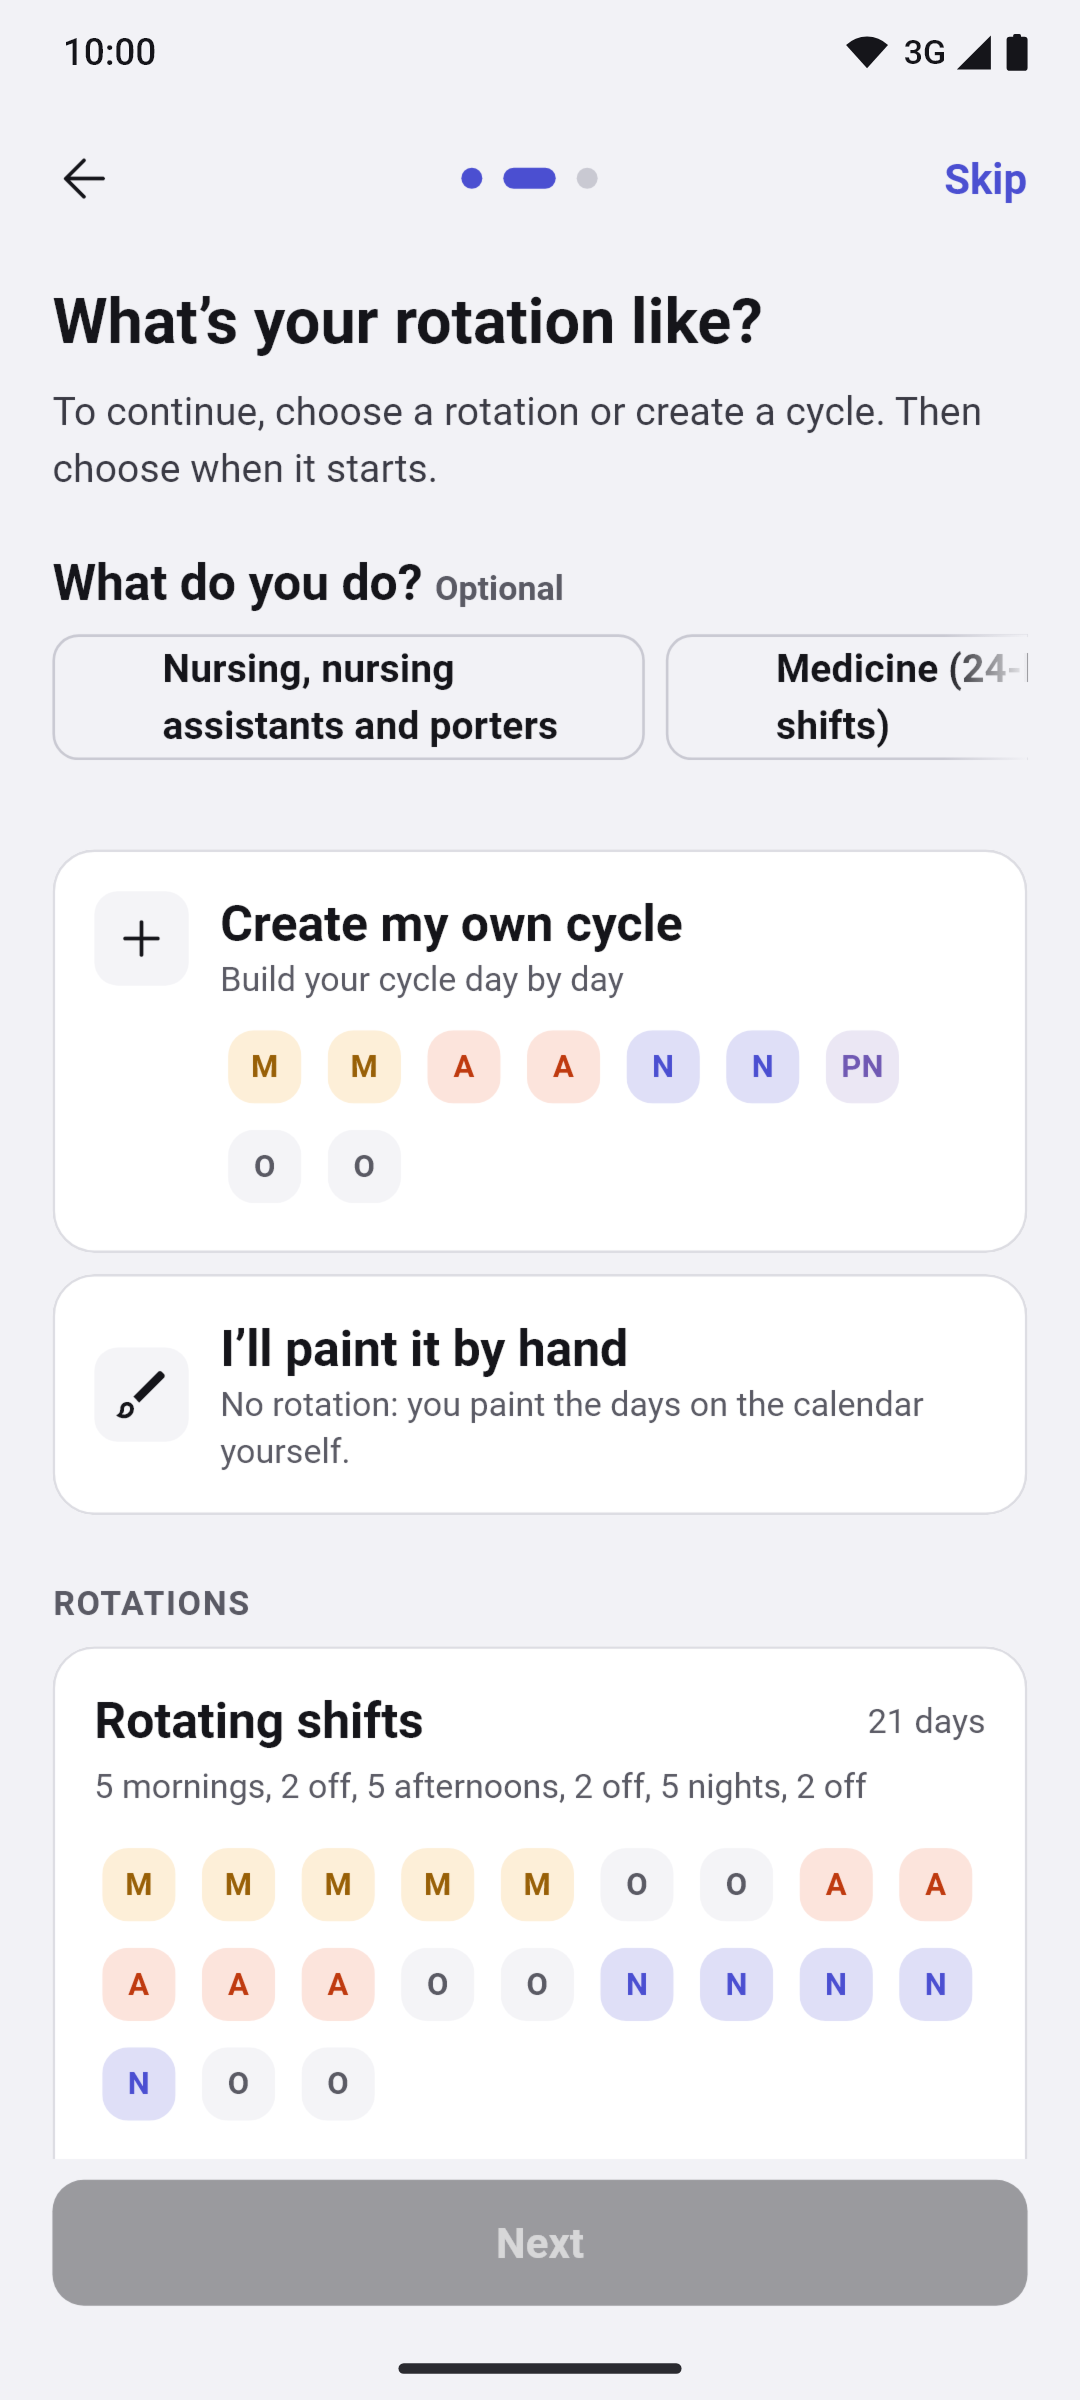 10:00
3G
Skip
What’s your rotation like?
To continue, choose a rotation or create a cycle. Then
choose when it starts.
What do you do? Optional
Nursing, nursing
assistants and porters
Medicine (24-
shifts)
Create my own cycle
Build your cycle day by day
M M A A N N PN
O O
I’ll paint it by hand
No rotation: you paint the days on the calendar
yourself.
ROTATIONS
Rotating shifts
21 days
5 mornings, 2 off, 5 afternoons, 2 off, 5 nights, 2 off
M M M M M O O A A
A A A O O N N N N
N O O
Next